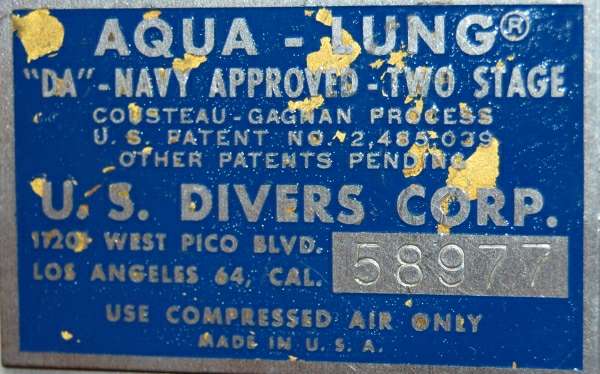 AQUA - LUNG®
"DA" - NAVY APPROVED - TWO STAGE
COUSTEAU - GAGNAN PROCESS
U.S. PATENT NO. 2,485,039
OTHER PATENTS PENDING
U.S. DIVERS CORP.
11201 WEST PICO BLVD.
LOS ANGELES 64, CAL. 58977
USE COMPRESSED AIR ONLY
MADE IN U.S.A.